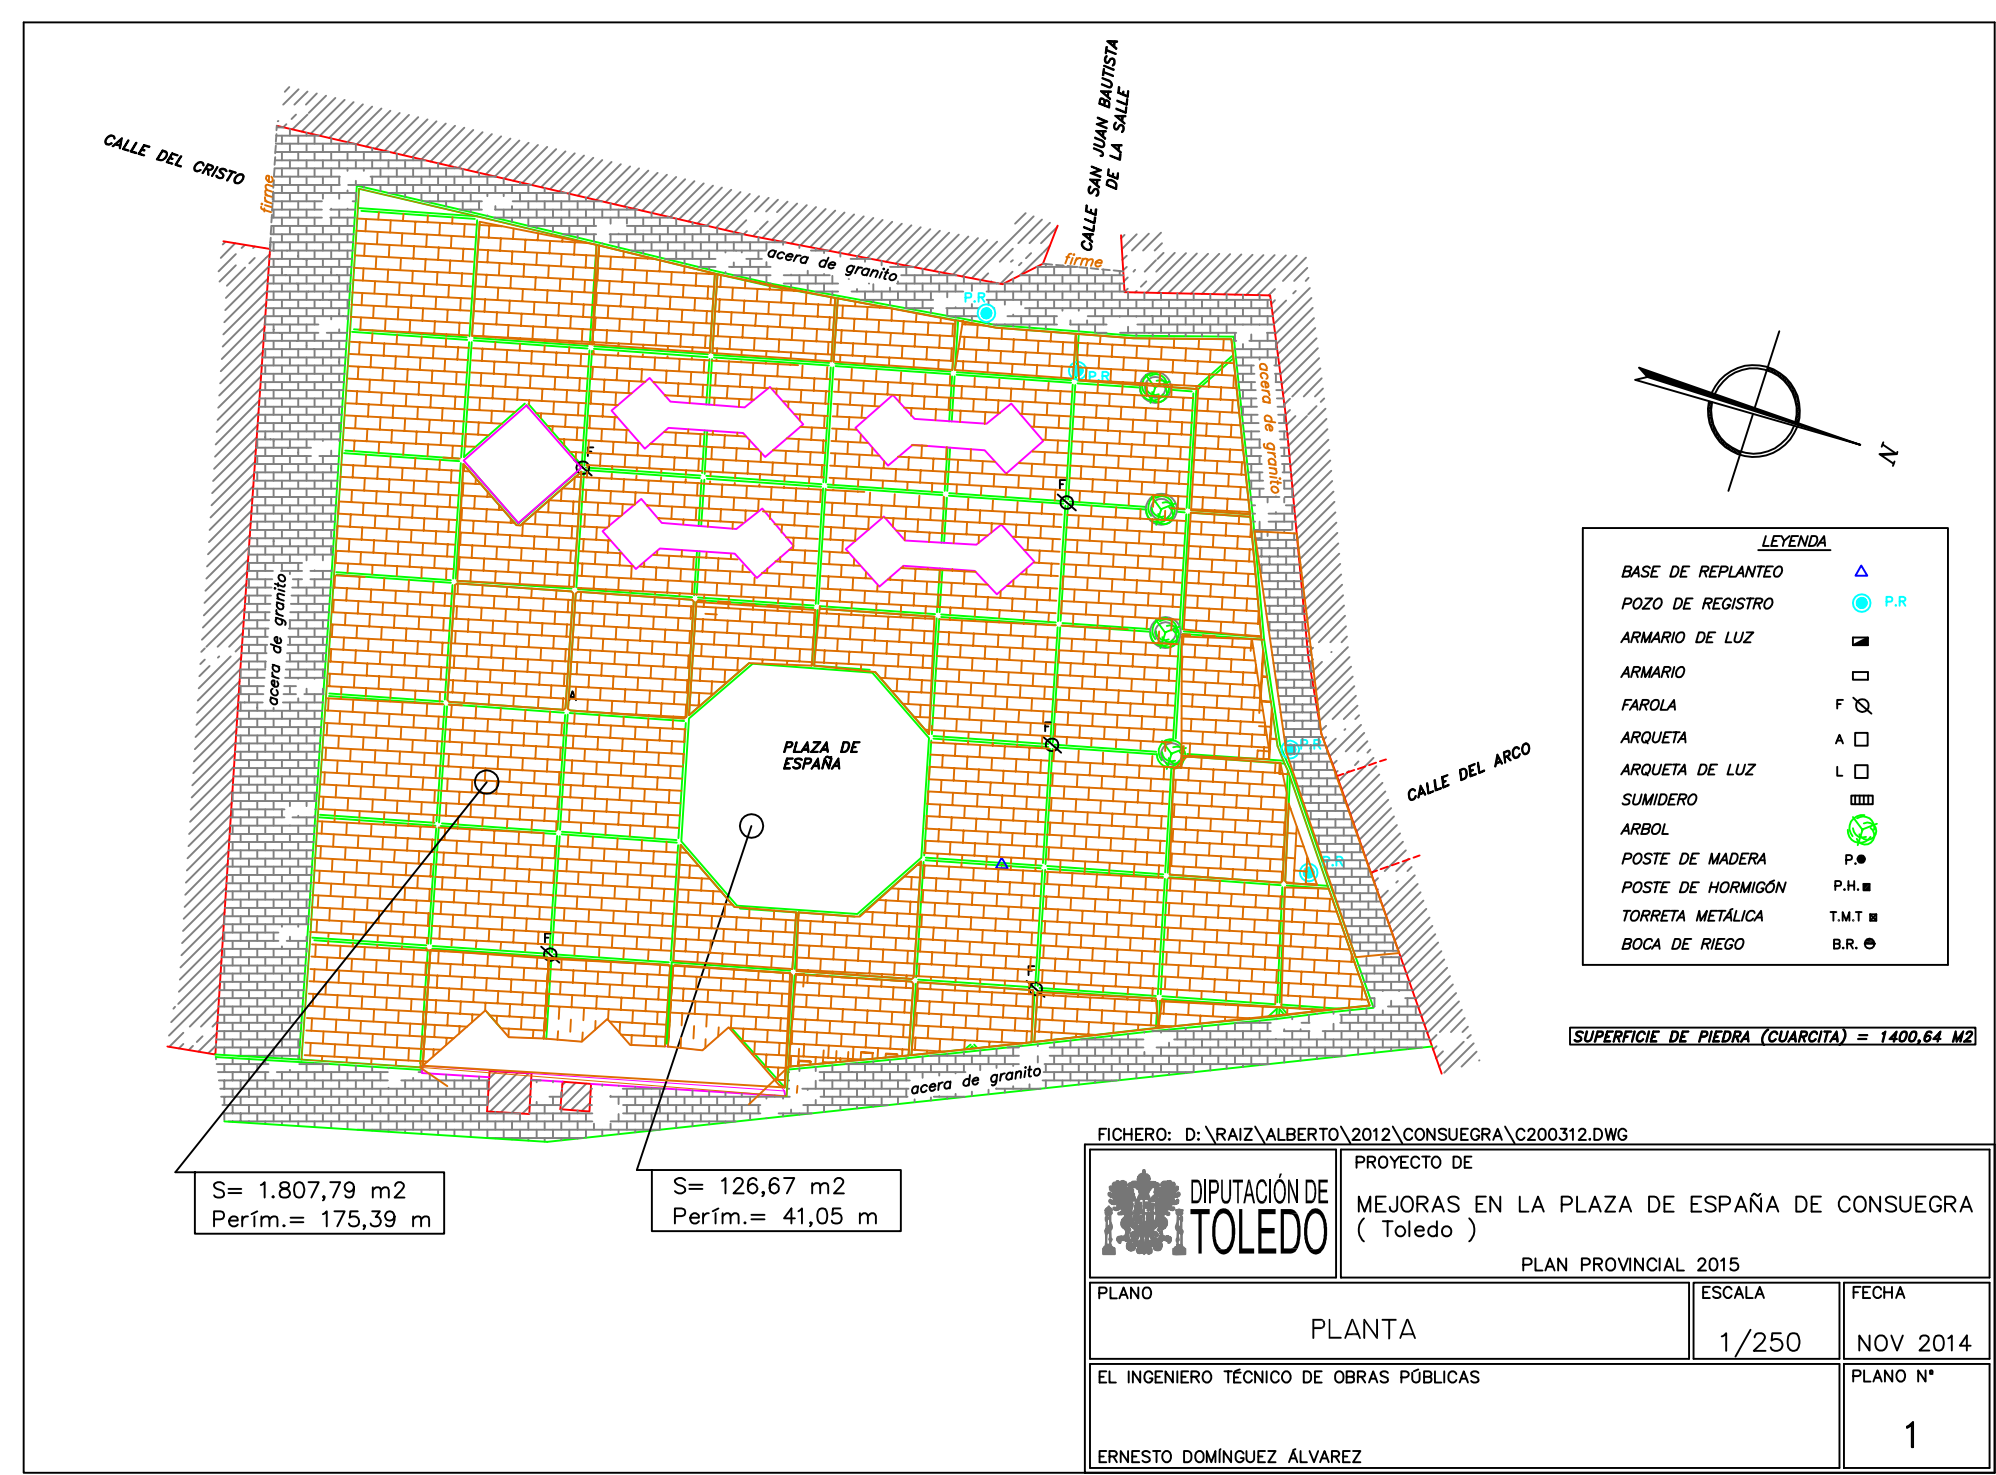 CALLE DEL CRISTO
firme
CALLE SAN JUAN BAUTISTA
DE LA SALLE
firme
acera de granito
P.R.
P.R
acera de granito
F
F
acera de granito
A
F
PLAZA DE
ESPAÑA
P.R
CALLE DEL ARCO
P.R
F
F
acera de granito
N
LEYENDA
BASE DE REPLANTEO
POZO DE REGISTRO P.R
ARMARIO DE LUZ
ARMARIO
FAROLA F
ARQUETA A
ARQUETA DE LUZ L
SUMIDERO
ARBOL
POSTE DE MADERA P.
POSTE DE HORMIGÓN P.H.
TORRETA METÁLICA T.M.T
BOCA DE RIEGO B.R.
SUPERFICIE DE PIEDRA (CUARCITA) = 1400,64 M2
S= 1.807,79 m2
Perím.= 175,39 m
S= 126,67 m2
Perím.= 41,05 m
FICHERO: D:\RAIZ\ALBERTO\2012\CONSUEGRA\C200312.DWG
DIPUTACIÓN DE
TOLEDO
PROYECTO DE
MEJORAS EN LA PLAZA DE ESPAÑA DE CONSUEGRA
( Toledo )
PLAN PROVINCIAL 2015
PLANO
PLANTA
ESCALA
1/250
FECHA
NOV 2014
EL INGENIERO TÉCNICO DE OBRAS PÚBLICAS
ERNESTO DOMÍNGUEZ ÁLVAREZ
PLANO Nº
1